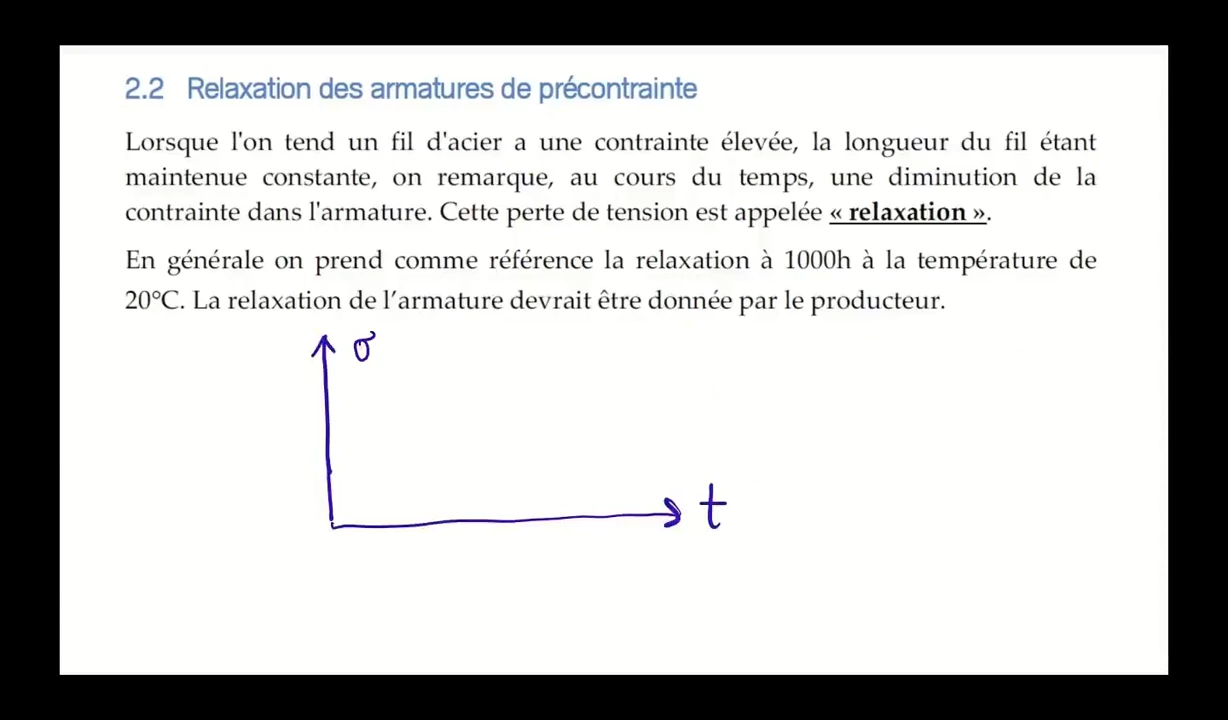 2.2 Relaxation des armatures de précontrainte
Lorsque l'on tend un fil d'acier a une contrainte élevée, la longueur du fil étant
maintenue constante, on remarque, au cours du temps, une diminution de la
contrainte dans l'armature. Cette perte de tension est appelée « relaxation ».
En générale on prend comme référence la relaxation à 1000h à la température de
20°C. La relaxation de l’armature devrait être donnée par le producteur.
σ
t